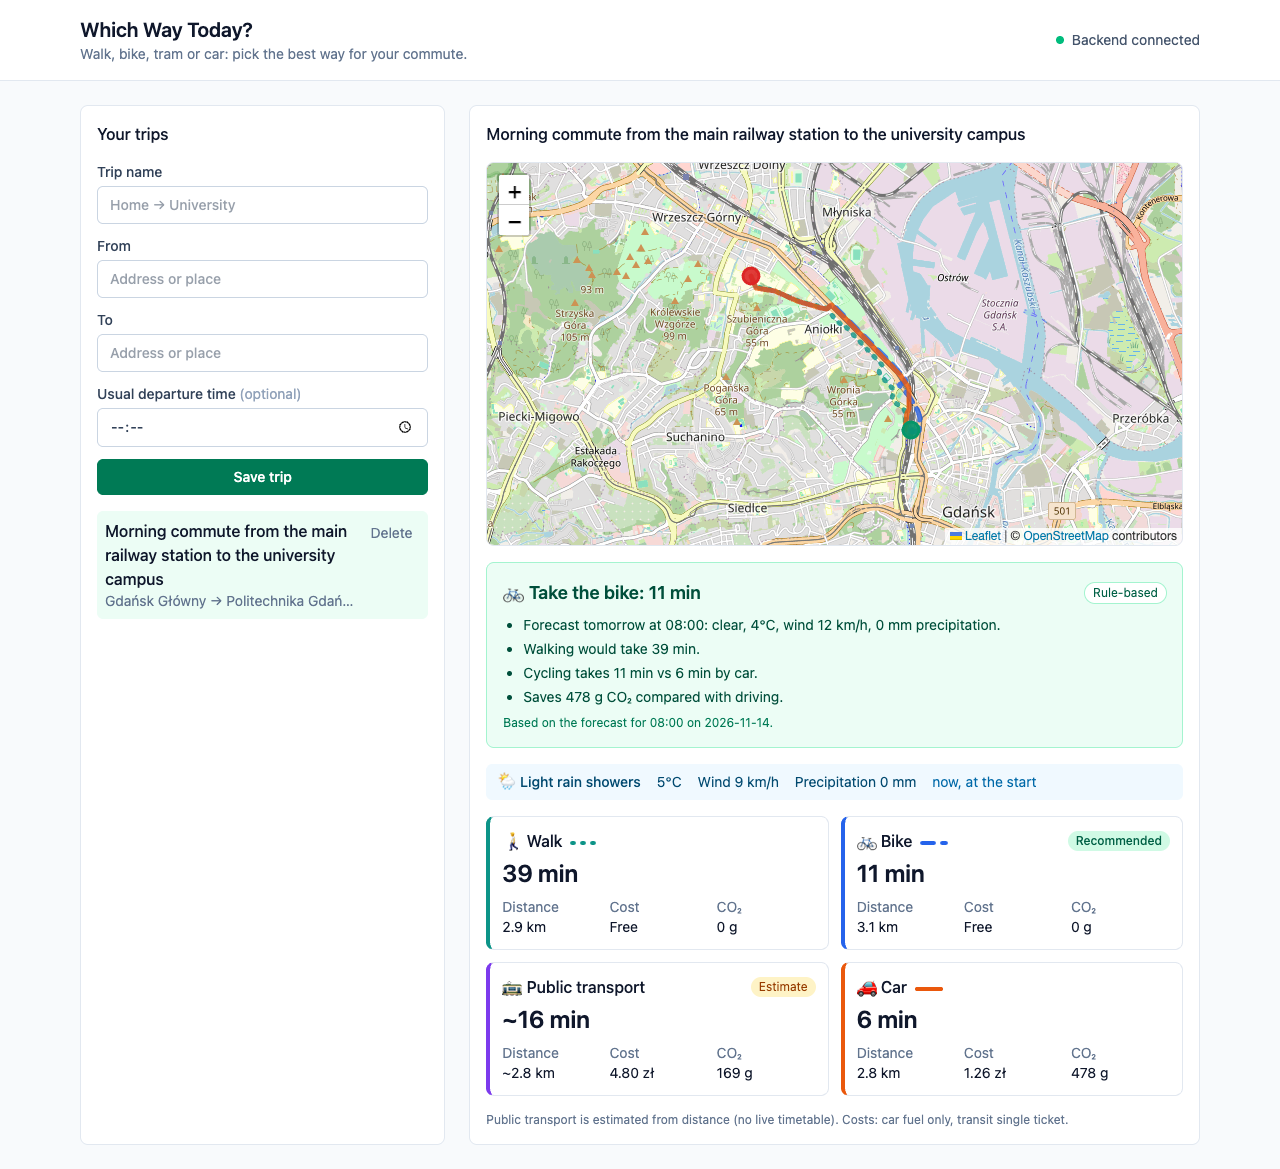 Which Way Today?
Walk, bike, tram or car: pick the best way for your commute.
Backend connected
Your trips
Trip name
Home → University
From
Address or place
To
Address or place
Usual departure time (optional)
--:--
Save trip
Morning commute from the main
railway station to the university
campus
Delete
Gdańsk Główny → Politechnika Gdań...
Morning commute from the main railway station to the university campus
+
−
Wrzeszcz Dolny
Wrzeszcz Górny
Młyniska
Kontenerowa
Kanał Kaszubski
Ostrów
93 m
Strzyska
Góra
105 m
Królewskie
Wzgórze
99 m
Szubieniczna
Góra
55 m
Aniołki
Stocznia
Gdańsk
S.A.
Pogańska
Góra
65 m
Wronia
Górka
55 m
Piecki-Migowo
Suchanino
Przeróbka
Estakada
Rakoczego
Siedlce
Gdańsk
501
Elbląska
Leaflet | © OpenStreetMap contributors
Take the bike: 11 min
Rule-based
• Forecast tomorrow at 08:00: clear, 4°C, wind 12 km/h, 0 mm precipitation.
• Walking would take 39 min.
• Cycling takes 11 min vs 6 min by car.
• Saves 478 g CO₂ compared with driving.
Based on the forecast for 08:00 on 2026-11-14.
Light rain showers 5°C Wind 9 km/h Precipitation 0 mm now, at the start
Walk
39 min
Distance Cost CO₂
2.9 km Free 0 g
Bike
Recommended
11 min
Distance Cost CO₂
3.1 km Free 0 g
Public transport
Estimate
~16 min
Distance Cost CO₂
~2.8 km 4.80 zł 169 g
Car
6 min
Distance Cost CO₂
2.8 km 1.26 zł 478 g
Public transport is estimated from distance (no live timetable). Costs: car fuel only, transit single ticket.